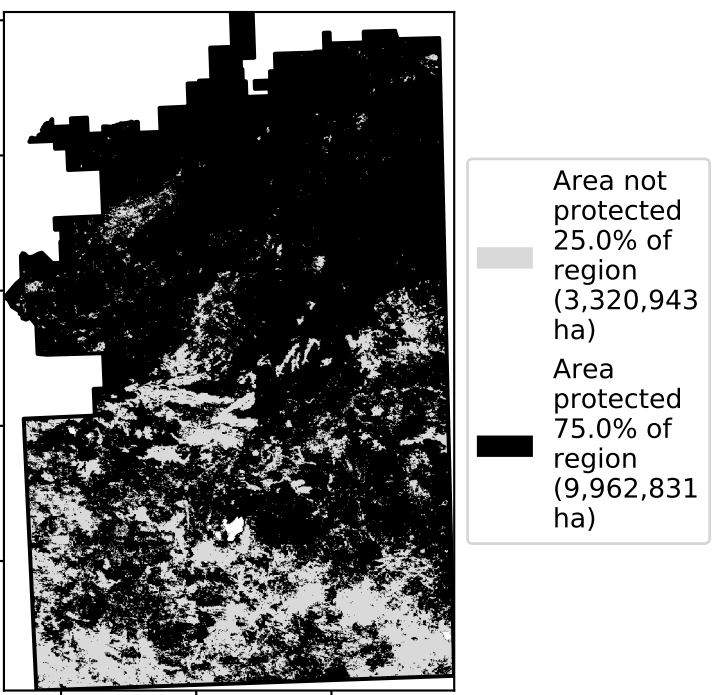 Area not
protected
25.0% of
region
(3,320,943
ha)
Area
protected
75.0% of
region
(9,962,831
ha)